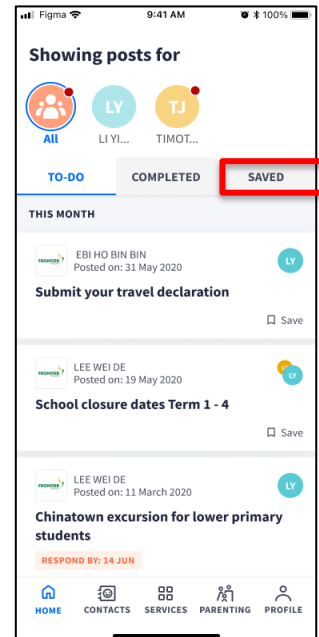 Figma 9:41 AM 100%
Showing posts for
LY TJ
All LI YI... TIMOT...
TO-DO COMPLETED SAVED
THIS MONTH
FRONTIER EBI HO BIN BIN LY
Posted on: 31 May 2020
Submit your travel declaration
Save
FRONTIER LEE WEI DE LY
Posted on: 19 May 2020
School closure dates Term 1 - 4
Save
FRONTIER LEE WEI DE LY
Posted on: 11 March 2020
Chinatown excursion for lower primary
students
RESPOND BY: 14 JUN
HOME CONTACTS SERVICES PARENTING PROFILE